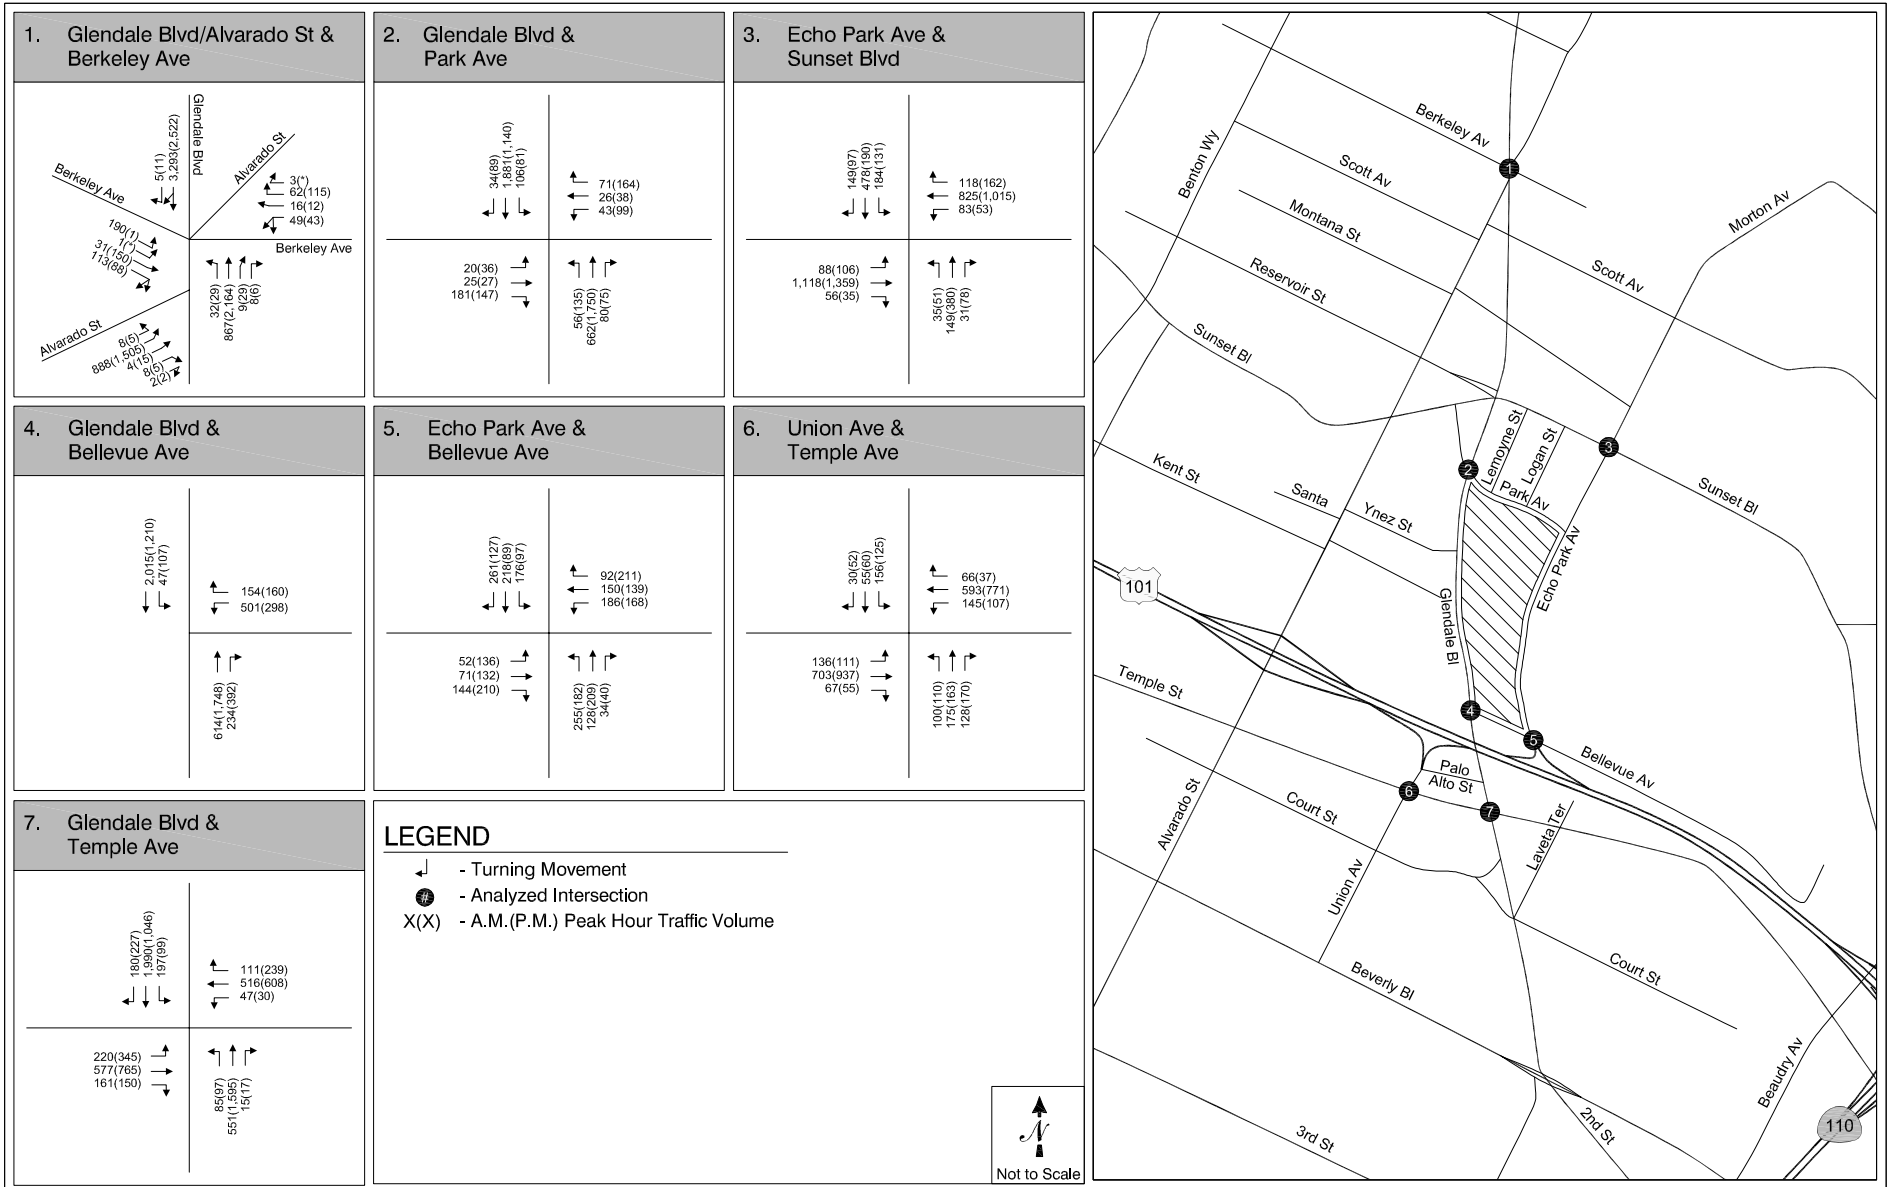 1. Glendale Blvd/Alvarado St &
Berkeley Ave
Glendale Blvd
Alvarado St
Berkeley Ave
Berkeley Ave
Alvarado St
5(11)
3,293(2,522)
3(*)
62(115)
16(12)
49(43)
190(1)
1(*)
31(150)
113(88)
32(29)
867(2,164)
9(29)
8(6)
8(5)
888(1,505)
4(15)
8(5)
2(2)
2. Glendale Blvd &
Park Ave
34(89)
1,881(1,140)
106(81)
71(164)
26(38)
43(99)
20(36)
25(27)
181(147)
56(135)
662(1,750)
80(75)
3. Echo Park Ave &
Sunset Blvd
149(97)
478(190)
184(131)
118(162)
825(1,015)
83(53)
88(106)
1,118(1,359)
56(35)
35(51)
149(380)
31(78)
4. Glendale Blvd &
Bellevue Ave
2,015(1,210)
47(107)
154(160)
501(298)
614(1,748)
234(392)
5. Echo Park Ave &
Bellevue Ave
261(127)
218(89)
176(97)
92(211)
150(139)
186(168)
52(136)
71(132)
144(210)
255(182)
128(209)
34(40)
6. Union Ave &
Temple Ave
30(52)
55(60)
156(125)
66(37)
593(771)
145(107)
136(111)
703(937)
67(55)
100(110)
175(163)
128(170)
7. Glendale Blvd &
Temple Ave
180(227)
1,990(1,046)
197(99)
111(239)
516(608)
47(30)
220(345)
577(765)
161(150)
85(97)
551(1,595)
15(17)
LEGEND
- Turning Movement
# - Analyzed Intersection
X(X) - A.M.(P.M.) Peak Hour Traffic Volume
N
Not to Scale
Berkeley Av
1
Benton Wy
Scott Av
Montana St
Reservoir St
Morton Av
Scott Av
Sunset Bl
Lemoyne St
Logan St
3
2
Park Av
Kent St
Santa
Ynez St
Sunset Bl
Echo Park Av
101
Glendale Bl
Temple St
4
5
Bellevue Av
Palo
Alto St
6
7
Court St
Alvarado St
Laveta Ter
Union Av
Beverly Bl
Court St
Beaudry Av
2nd St
3rd St
110